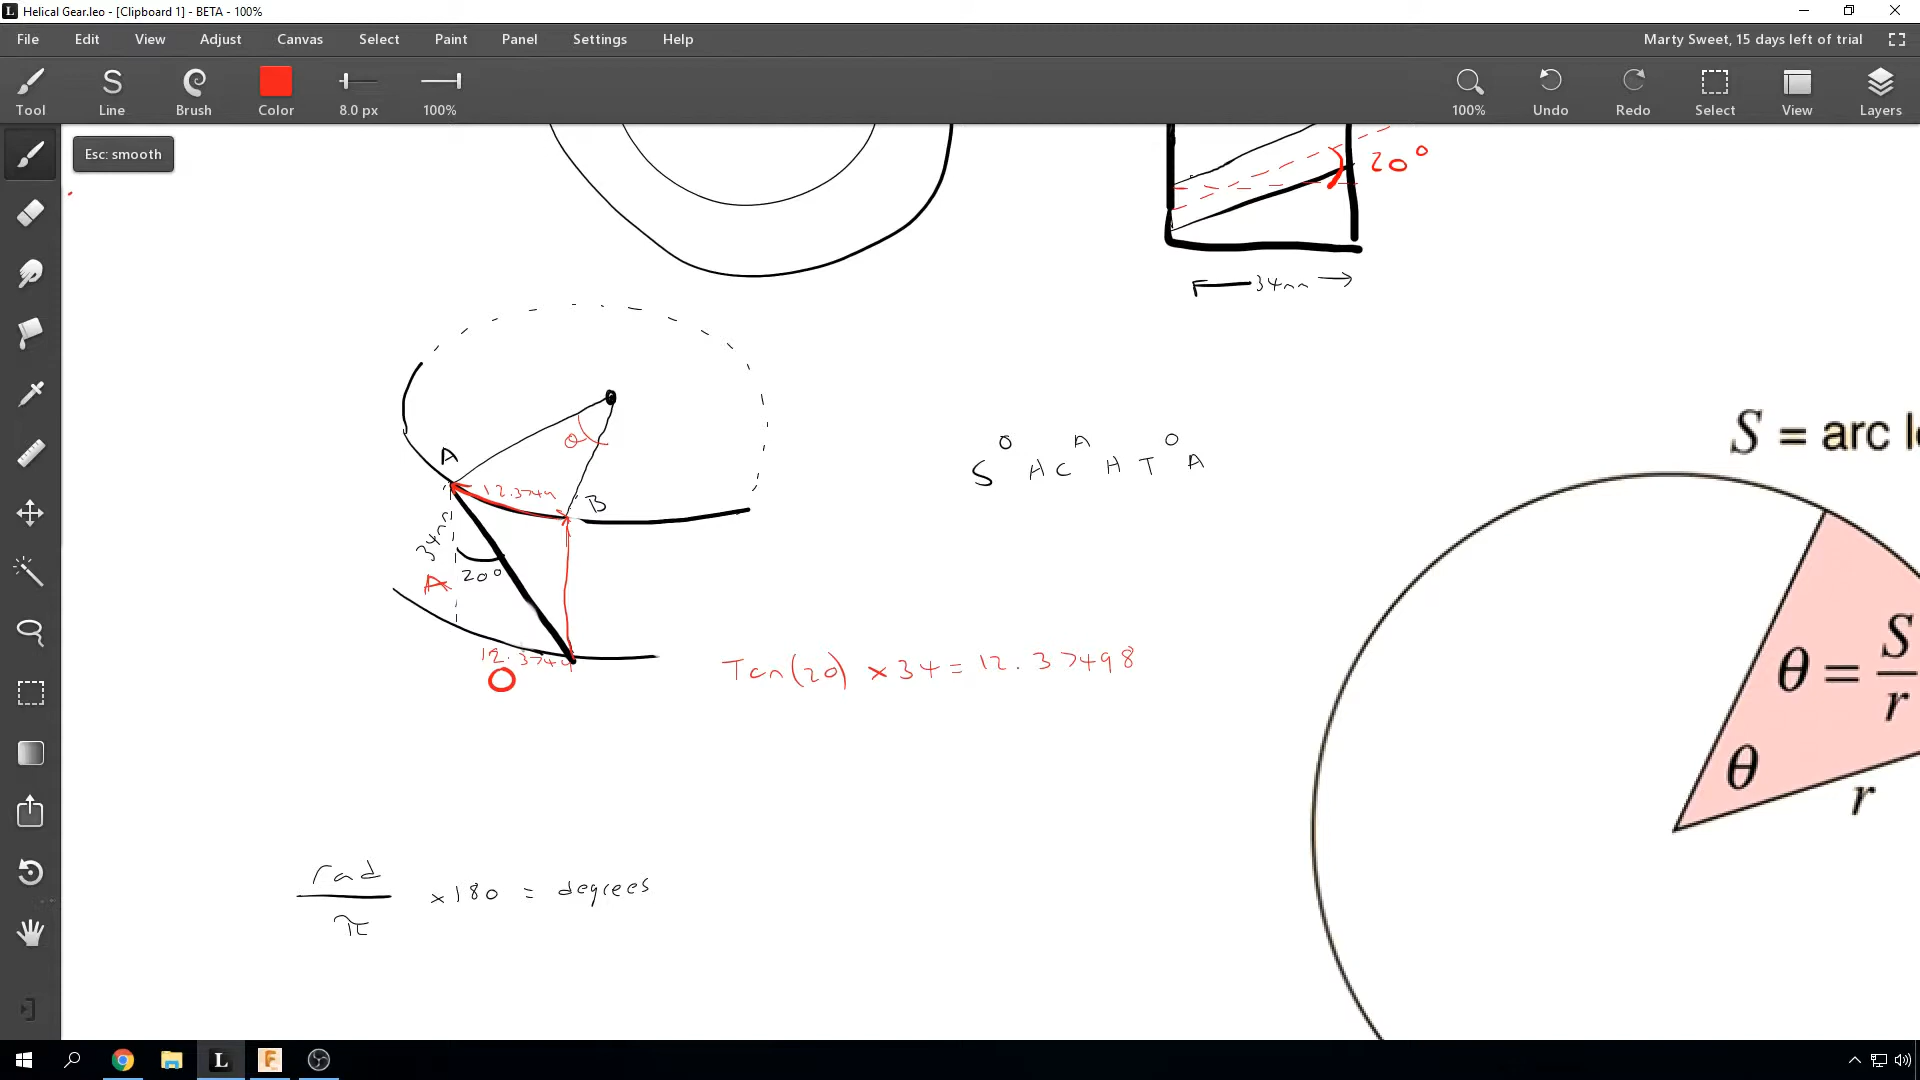 Helical Gear.leo - [Clipboard 1] - BETA - 100%
File Edit View Adjust Canvas Select Paint Panel Settings Help
Marty Sweet, 15 days left of trial
Tool
S
Line
Brush
Color
8.0 px
100%
100%
Undo
Redo
Select
View
Layers
Esc: smooth
20°
34mm
θ
A
12.3749
B
34mm
20°
A
12.3749
O
O A O
S H C H T A
Tan(20) × 34 = 12.37498
S = arc l
θ = S
r
θ
r
rad
π
× 180 = degrees
L
F